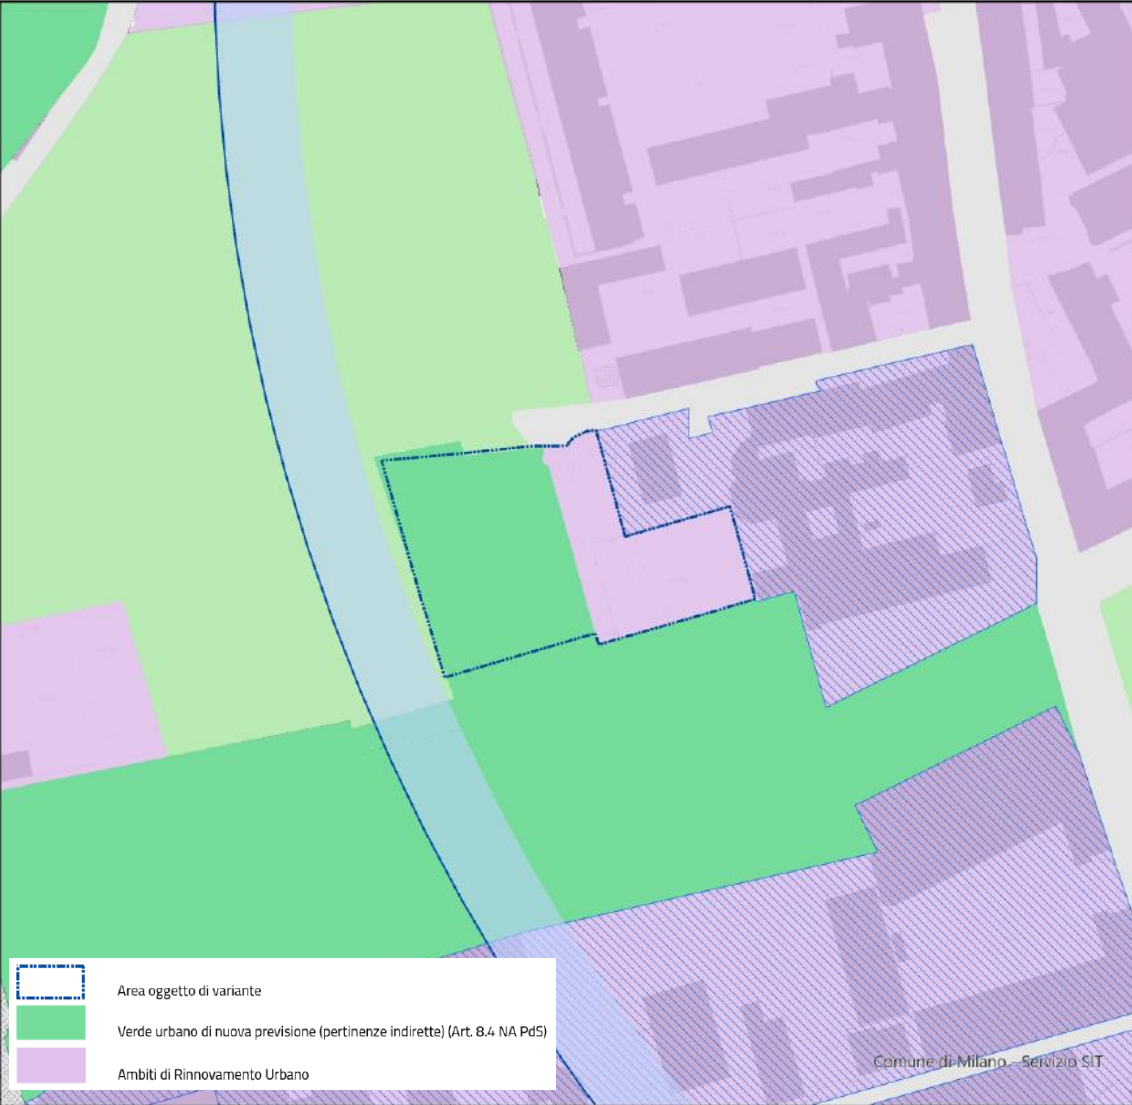 Area oggetto di variante
Verde urbano di nuova previsione (pertinenze indirette) (Art. 8.4 NA PdS)
Ambiti di Rinnovamento Urbano
Comune di Milano - Servizio SIT